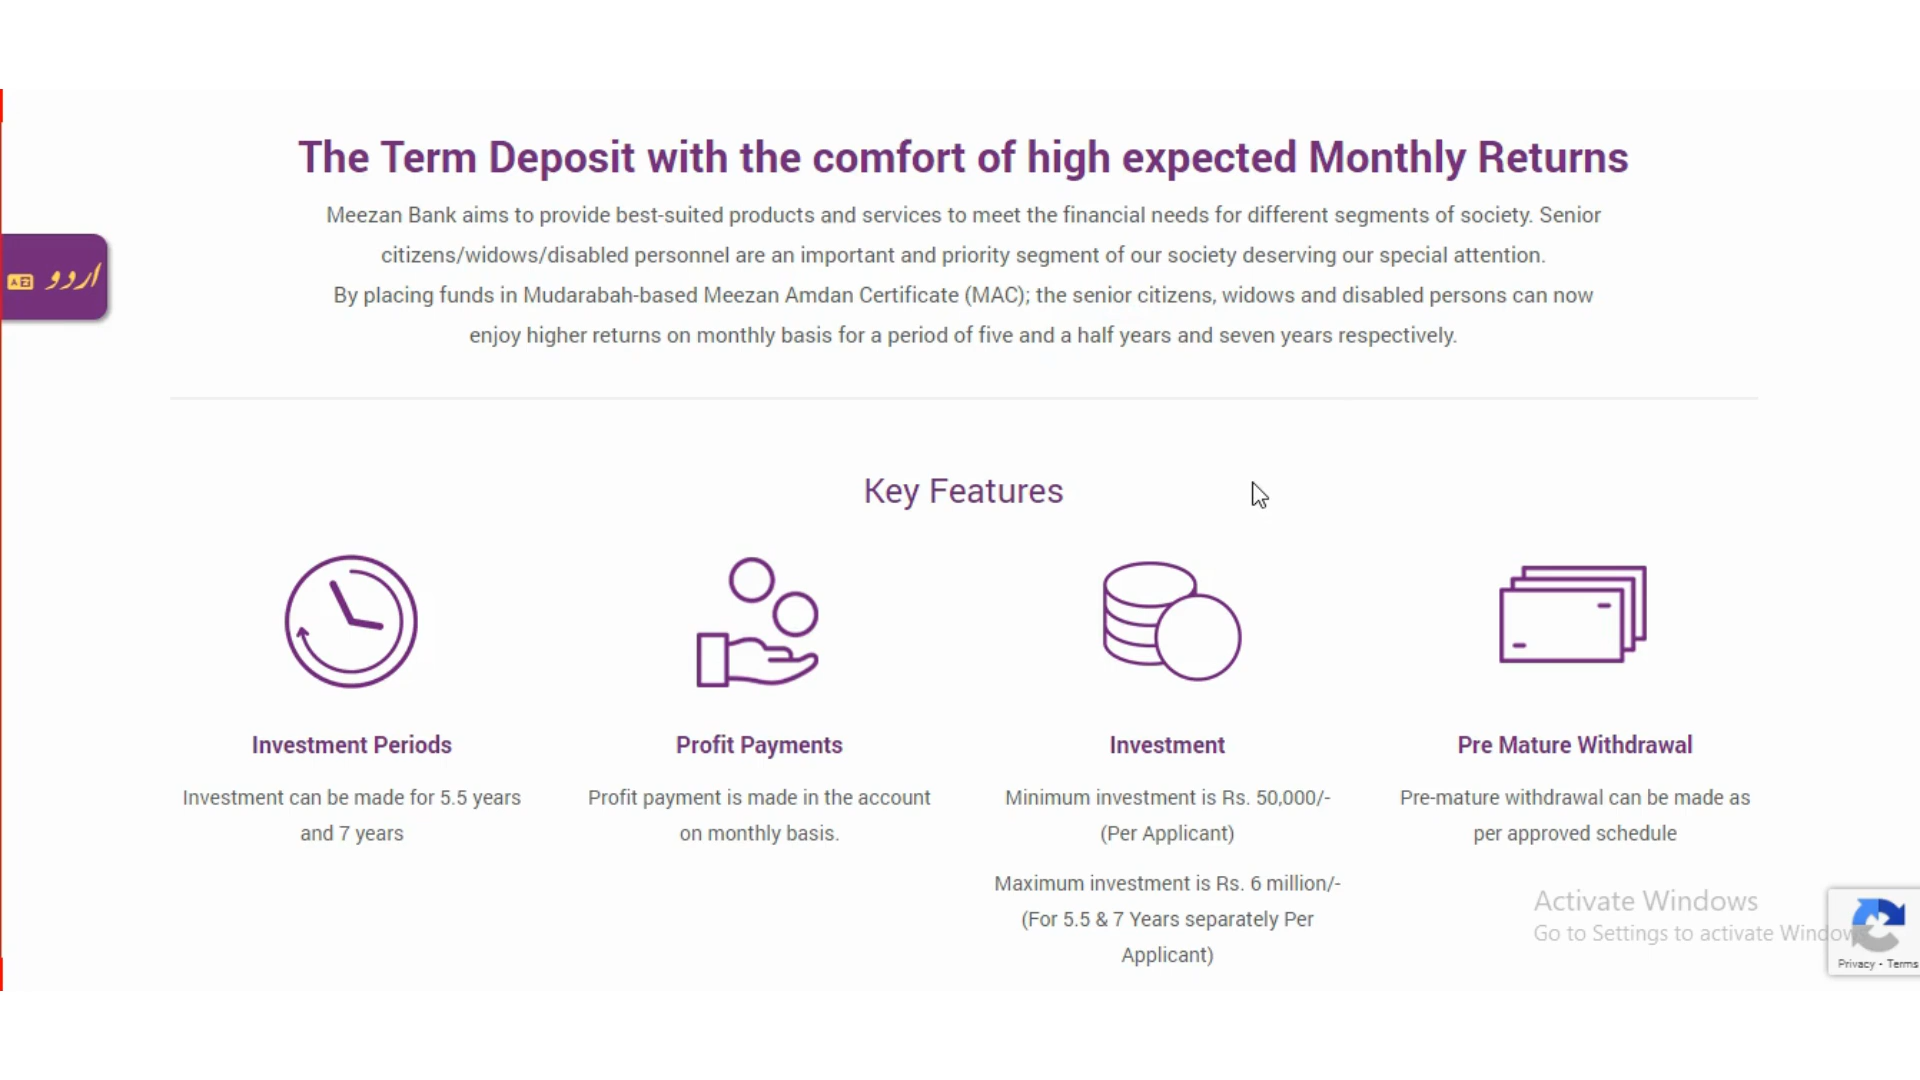 The Term Deposit with the comfort of high expected Monthly Returns
Meezan Bank aims to provide best-suited products and services to meet the financial needs for different segments of society. Senior
citizens/widows/disabled personnel are an important and priority segment of our society deserving our special attention.
By placing funds in Mudarabah-based Meezan Amdan Certificate (MAC); the senior citizens, widows and disabled persons can now
enjoy higher returns on monthly basis for a period of five and a half years and seven years respectively.
اردو
Key Features
Investment Periods
Investment can be made for 5.5 years
and 7 years
Profit Payments
Profit payment is made in the account
on monthly basis.
Investment
Minimum investment is Rs. 50,000/-
(Per Applicant)
Maximum investment is Rs. 6 million/-
(For 5.5 & 7 Years separately Per
Applicant)
Pre Mature Withdrawal
Pre-mature withdrawal can be made as
per approved schedule
Activate Windows
Go to Settings to activate Window
Privacy - Terms